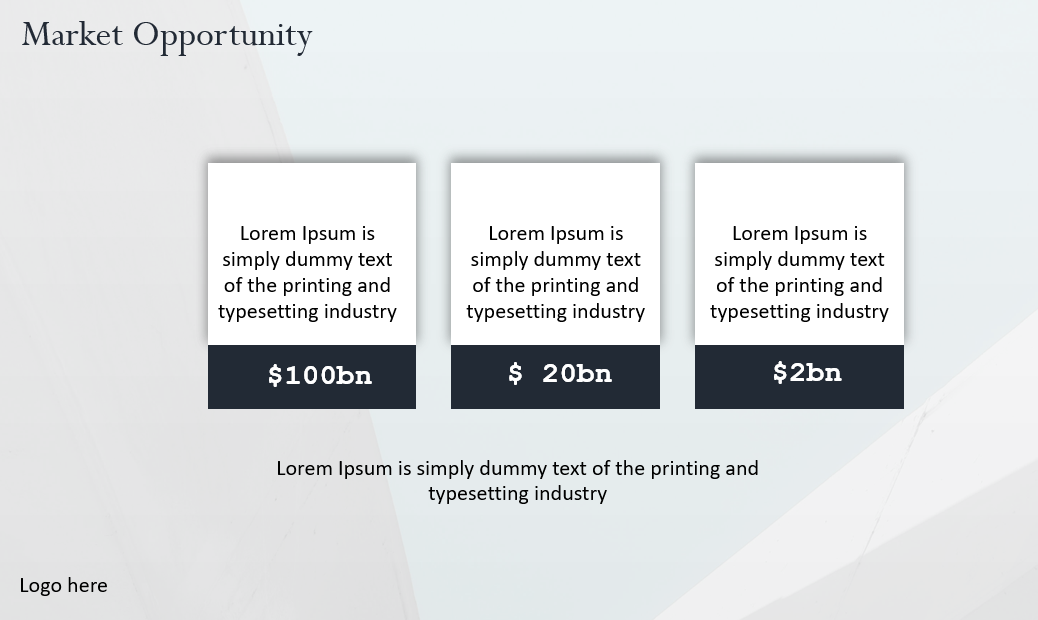 Market Opportunity
Lorem Ipsum is
simply dummy text
of the printing and
typesetting industry
$100bn
Lorem Ipsum is
simply dummy text
of the printing and
typesetting industry
$ 20bn
Lorem Ipsum is
simply dummy text
of the printing and
typesetting industry
$2bn
Lorem Ipsum is simply dummy text of the printing and
typesetting industry
Logo here